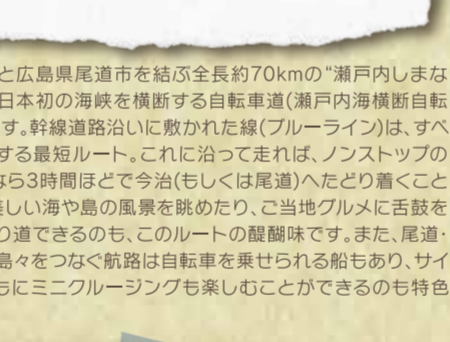 と広島県尾道市を結ぶ全長約70kmの“瀬戸内しまな
日本初の海峡を横断する自転車道(瀬戸内海横断自転
す。幹線道路沿いに敷かれた線(ブルーライン)は、すべ
する最短ルート。これに沿って走れば、ノンストップの
なら3時間ほどで今治(もしくは尾道)へたどり着くこと
美しい海や島の風景を眺めたり、ご当地グルメに舌鼓を
り道できるのも、このルートの醍醐味です。また、尾道・
島々をつなぐ航路は自転車を乗せられる船もあり、サイ
もにミニクルージングも楽しむことができるのも特色